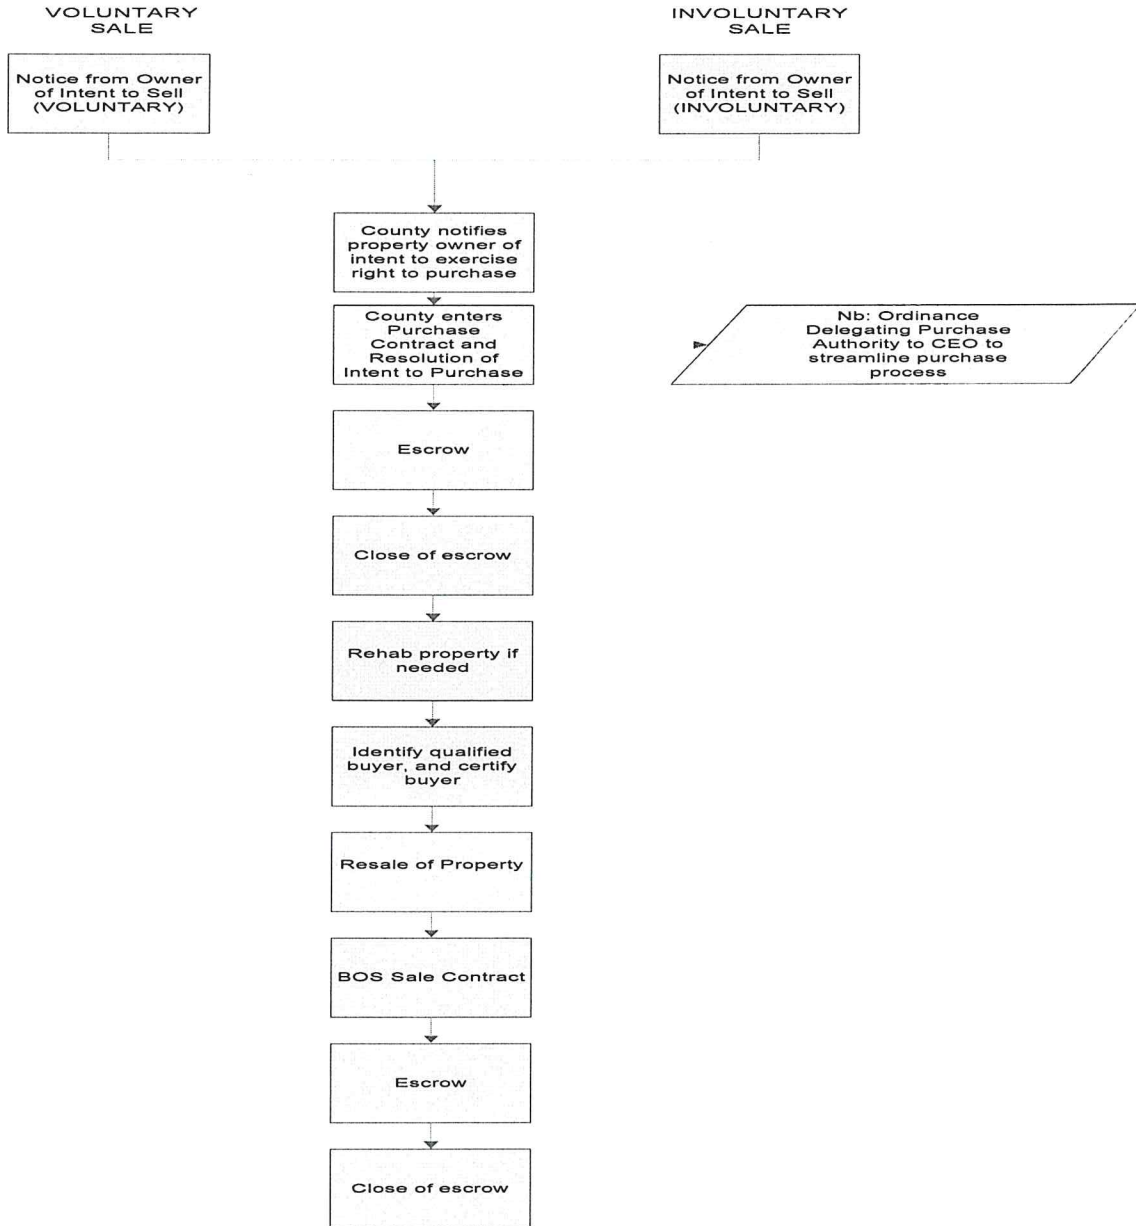 VOLUNTARY
SALE
INVOLUNTARY
SALE
Notice from Owner
of Intent to Sell
(VOLUNTARY)
Notice from Owner
of Intent to Sell
(INVOLUNTARY)
County notifies
property owner of
intent to exercise
right to purchase
County enters
Purchase
Contract and
Resolution of
Intent to Purchase
Nb: Ordinance
Delegating Purchase
Authority to CEO to
streamline purchase
process
Escrow
Close of escrow
Rehab property if
needed
Identify qualified
buyer, and certify
buyer
Resale of Property
BOS Sale Contract
Escrow
Close of escrow